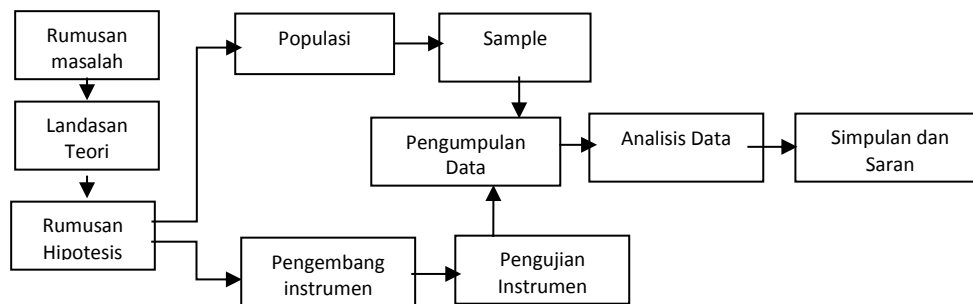 Rumusan
masalah
Landasan
Teori
Rumusan
Hipotesis
Populasi
Sample
Pengumpulan
Data
Analisis Data
Simpulan dan
Saran
Pengembang
instrumen
Pengujian
Instrumen